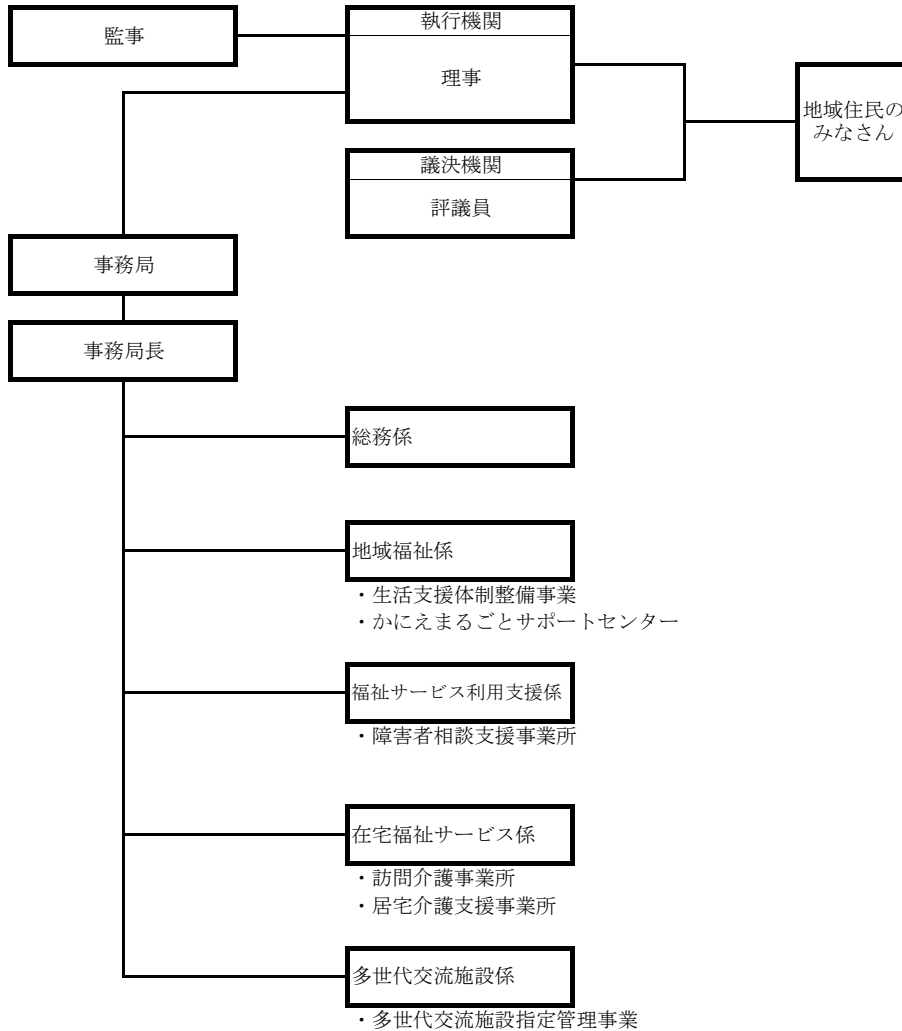 監事
執行機関
理事
地域住民の
みなさん
議決機関
評議員
事務局
事務局長
総務係
地域福祉係
・生活支援体制整備事業
・かにえまるごとサポートセンター
福祉サービス利用支援係
・障害者相談支援事業所
在宅福祉サービス係
・訪問介護事業所
・居宅介護支援事業所
多世代交流施設係
・多世代交流施設指定管理事業